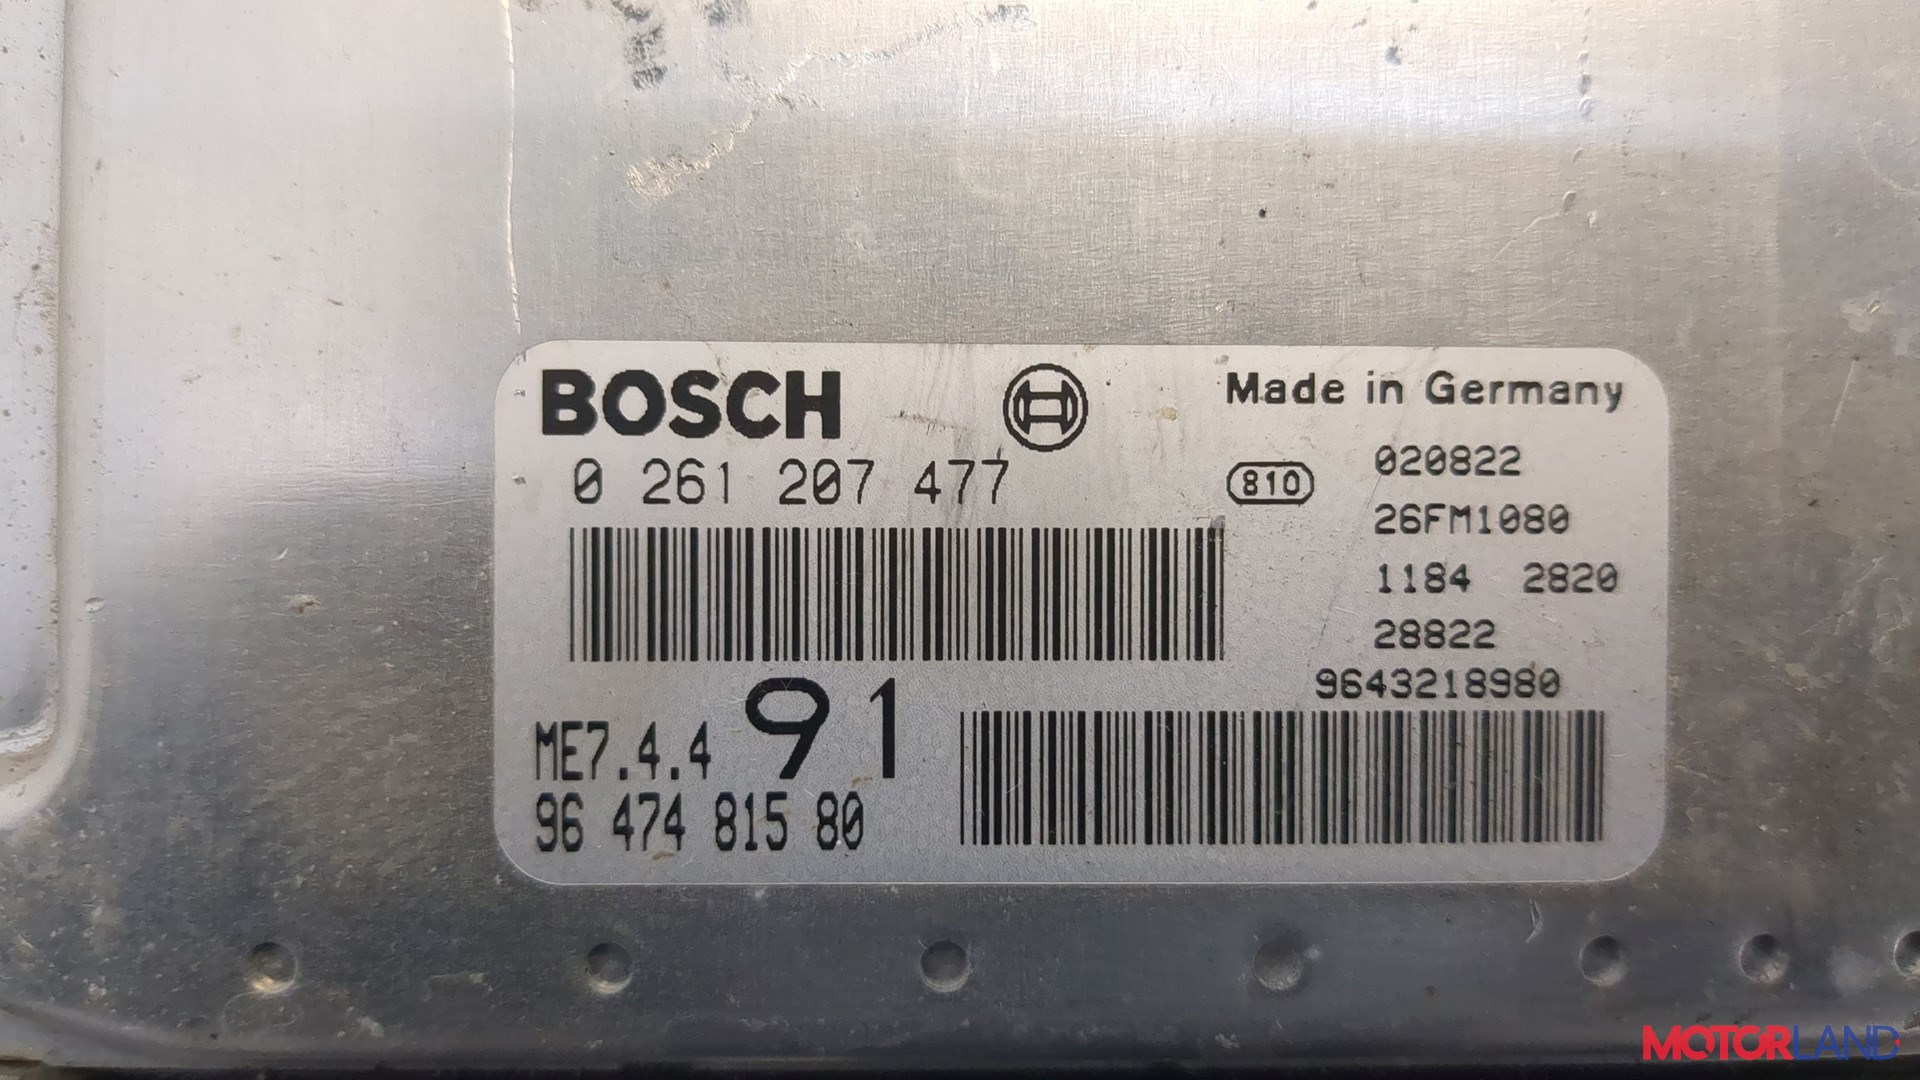 BOSCH
Made in Germany
0 261 207 477
810
020822
26FM1080
1184 2820
28822
9643218980
ME7.4.4 91
96 474 815 80
MOTORLAND